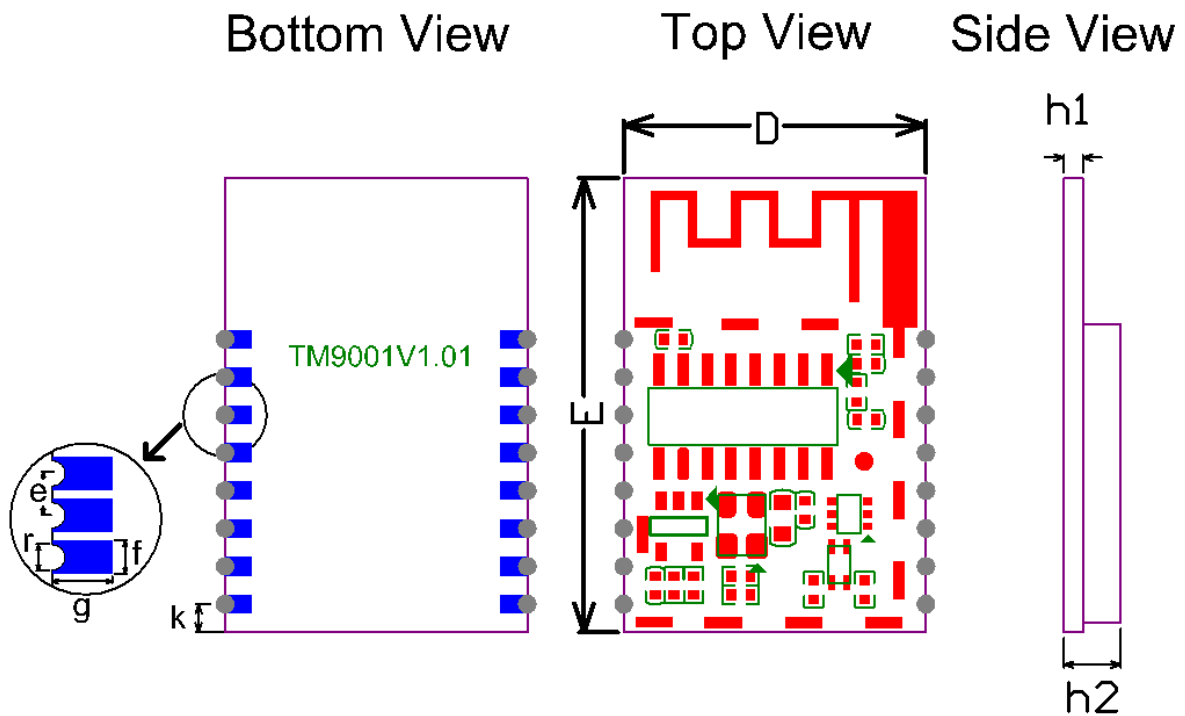 Bottom View
Top View
Side View
h1
D
TM9001V1.01
E
e
r
f
g
k
h2